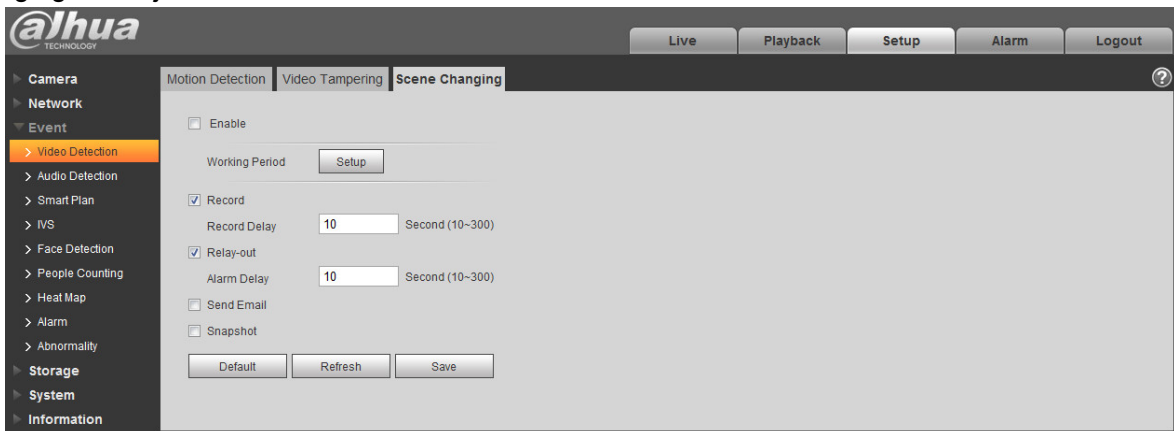 alhua
TECHNOLOGY
Live Playback Setup Alarm Logout
Camera
Network
Event
> Video Detection
> Audio Detection
> Smart Plan
> IVS
> Face Detection
> People Counting
> Heat Map
> Alarm
> Abnormality
Storage
System
Information
Motion Detection Video Tampering Scene Changing ?
Enable
Working Period Setup
Record
Record Delay 10 Second (10~300)
Relay-out
Alarm Delay 10 Second (10~300)
Send Email
Snapshot
Default Refresh Save